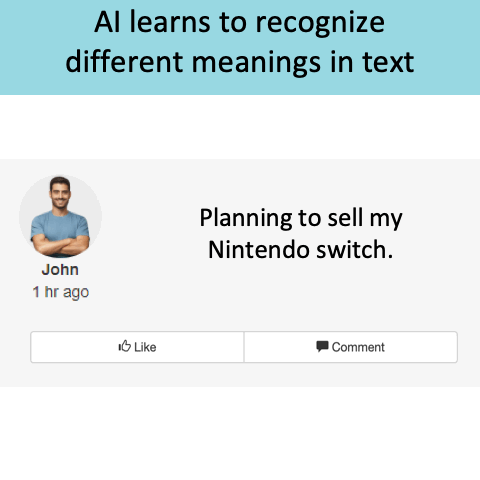 AI learns to recognize
different meanings in text
Planning to sell my
Nintendo switch.
John
1 hr ago
Like
Comment